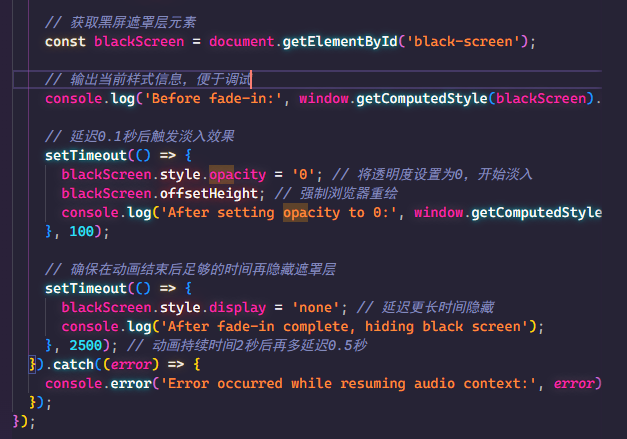 // 获取黑屏遮罩层元素
const blackScreen = document.getElementById('black-screen');
// 输出当前样式信息，便于调试
console.log('Before fade-in:', window.getComputedStyle(blackScreen).
// 延迟0.1秒后触发淡入效果
setTimeout(() => {
blackScreen.style.opacity = '0'; // 将透明度设置为0，开始淡入
blackScreen.offsetHeight; // 强制浏览器重绘
console.log('After setting opacity to 0:', window.getComputedStyle
}, 100);
// 确保在动画结束后足够的时间再隐藏遮罩层
setTimeout(() => {
blackScreen.style.display = 'none'; // 延迟更长时间隐藏
console.log('After fade-in complete, hiding black screen');
}, 2500); // 动画持续时间2秒后再多延迟0.5秒
}).catch((error) => {
console.error('Error occurred while resuming audio context:', error)
});
});